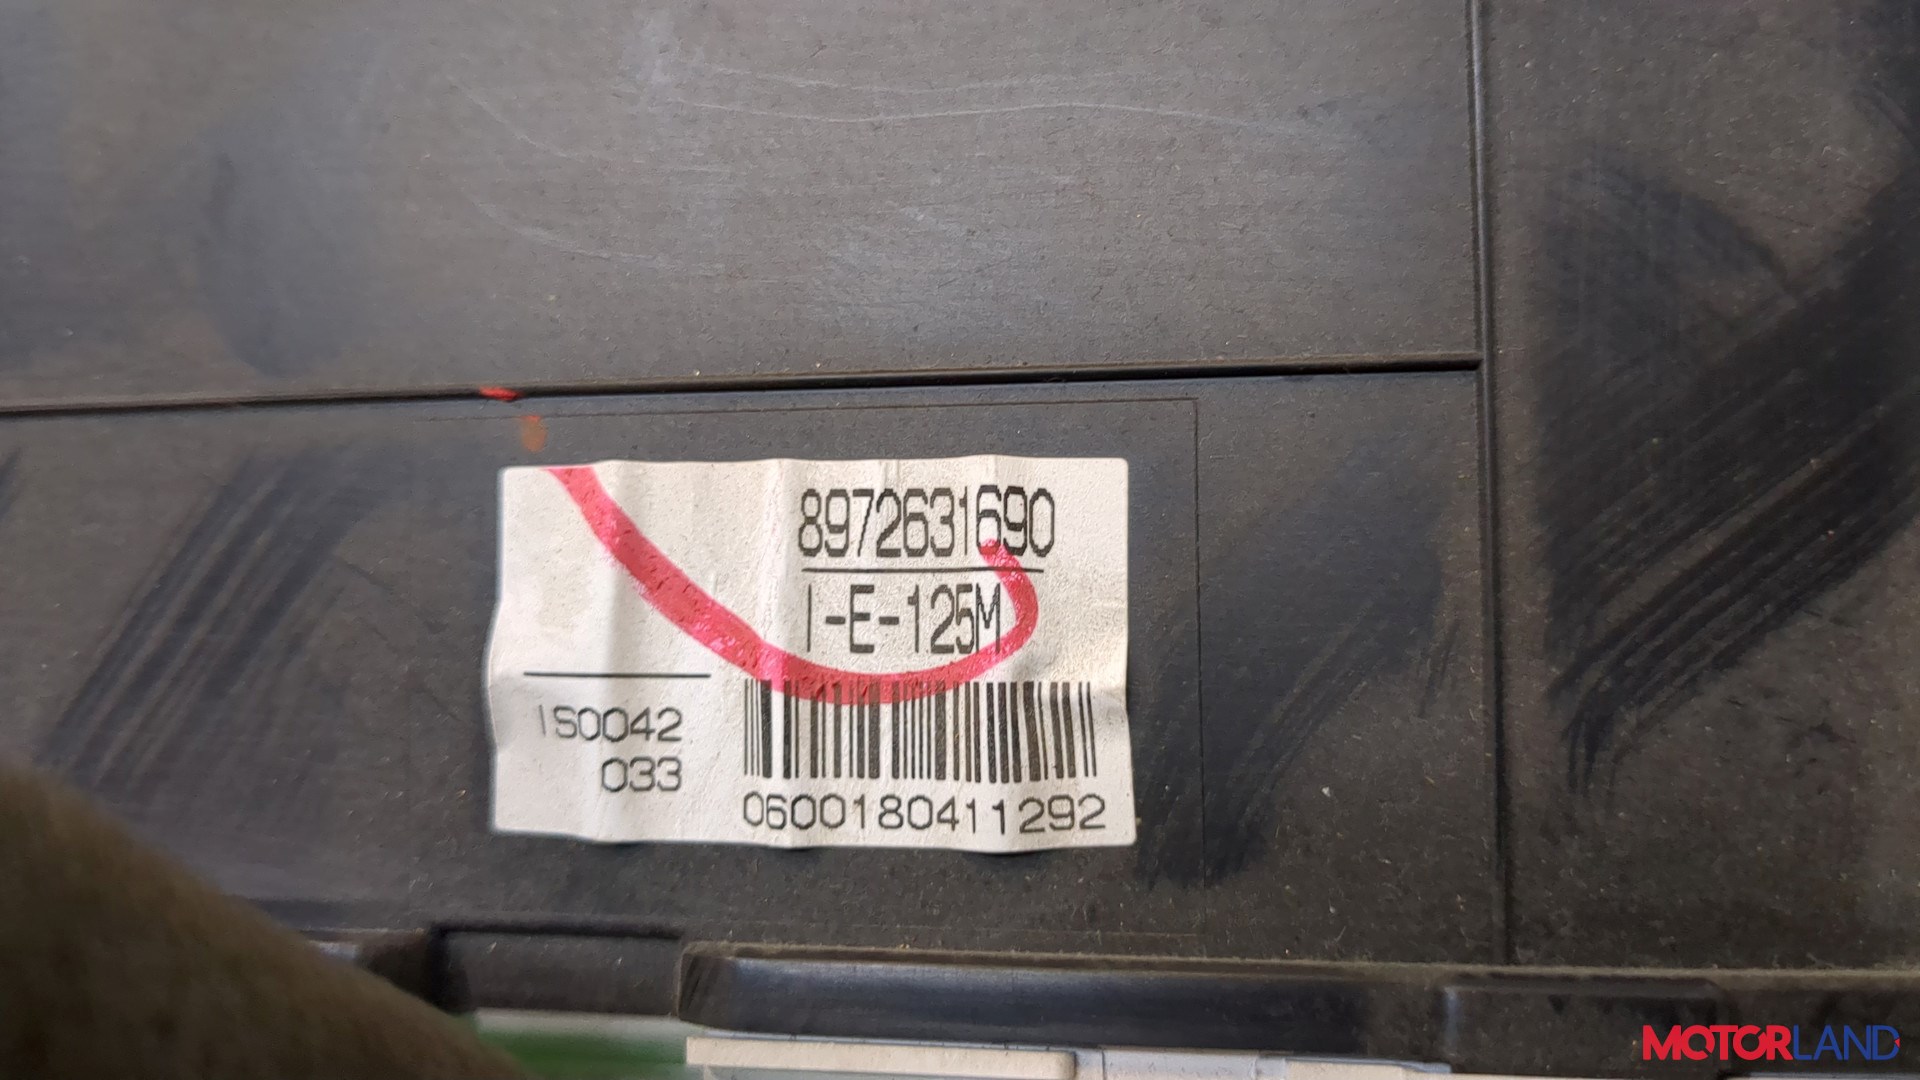 8972631690
I-E-125M
IS0042
033
0600180411292
MOTORLAND